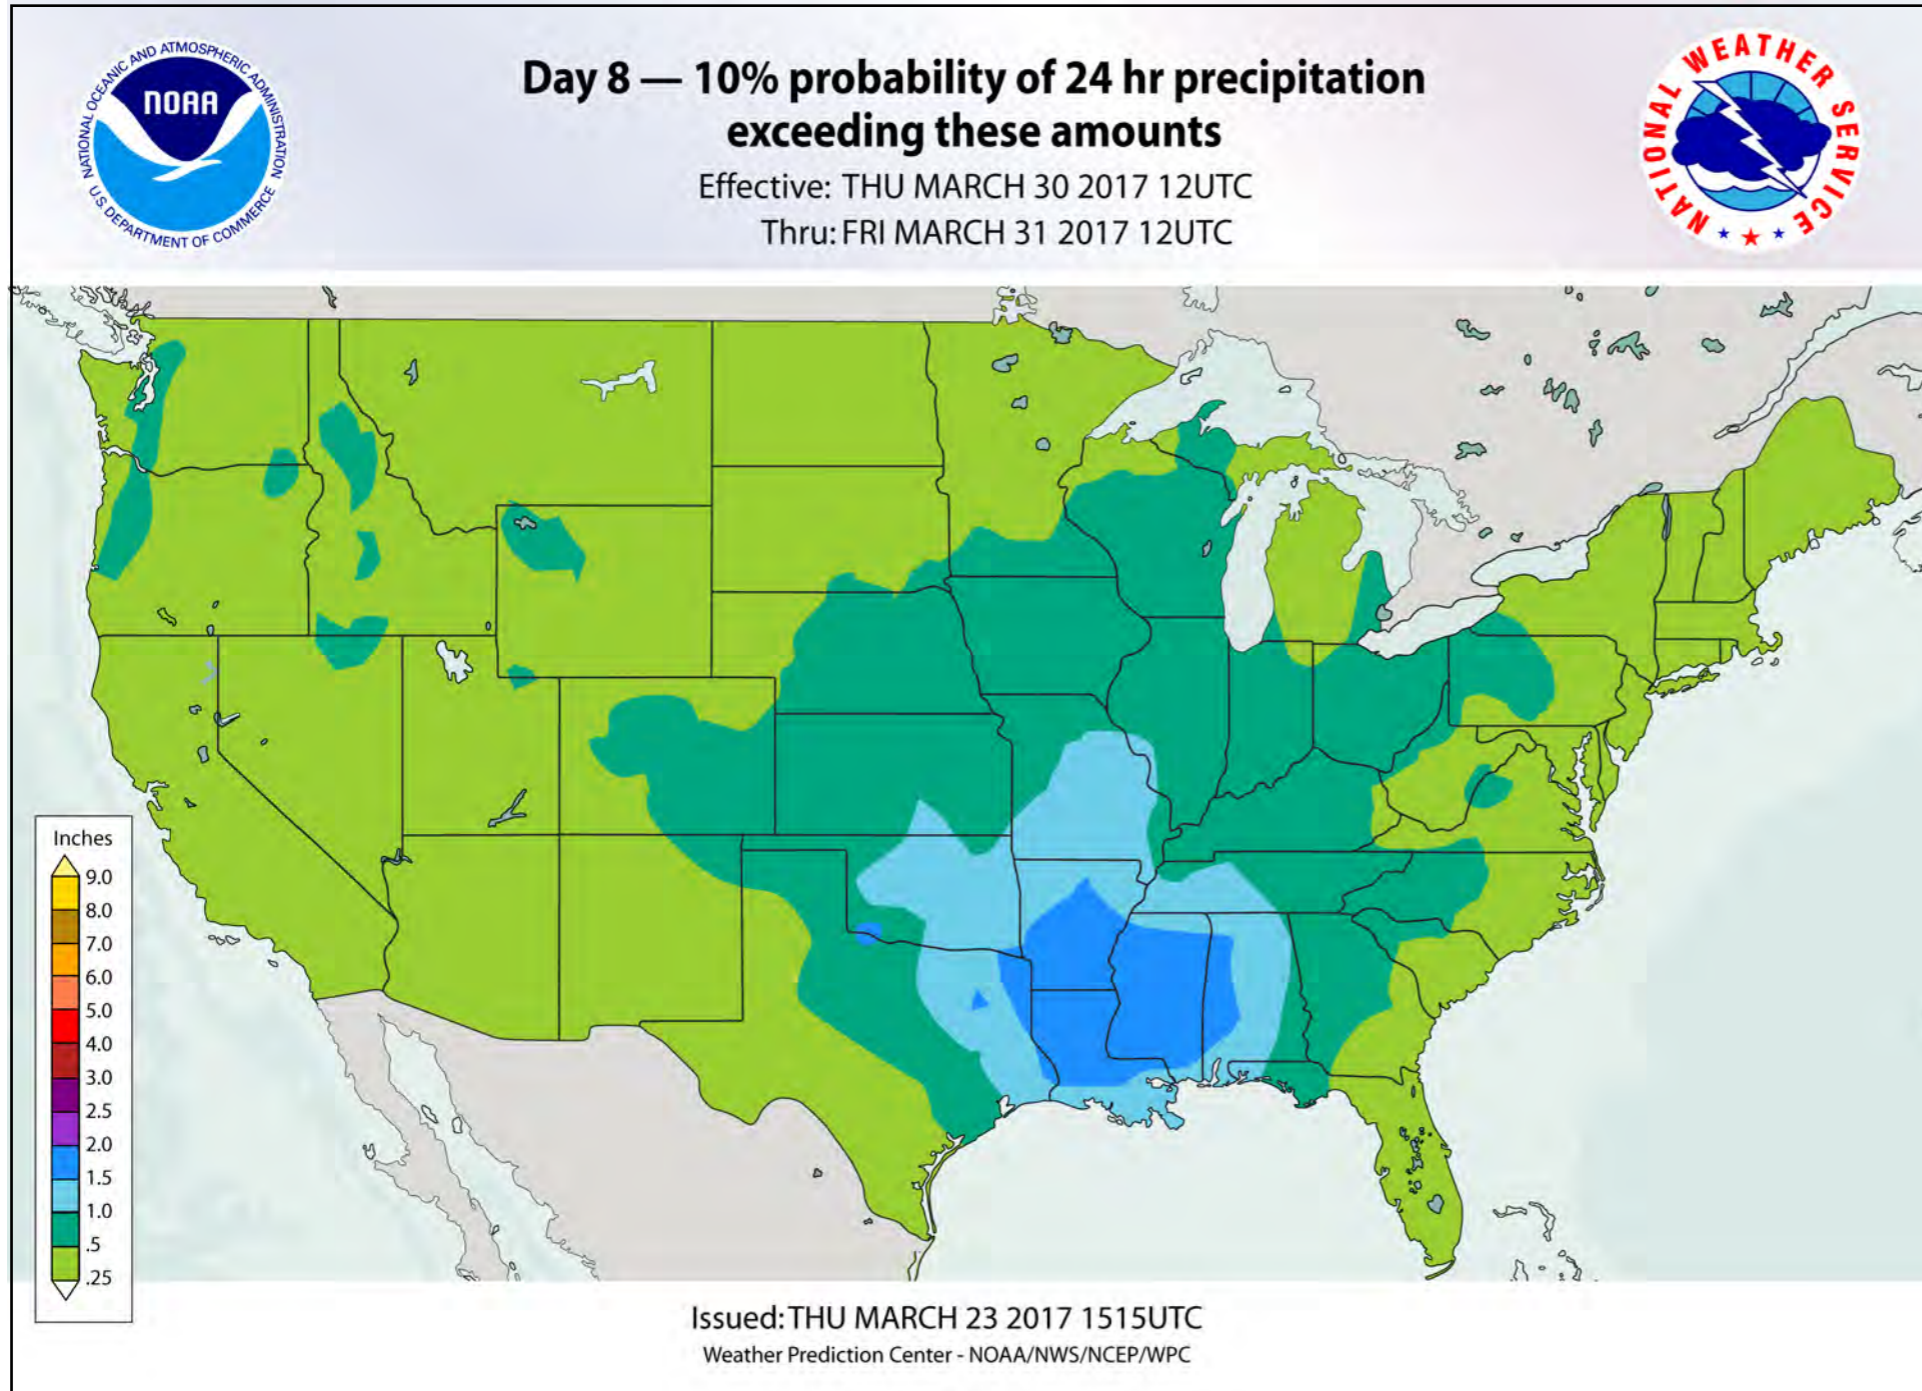 NATIONAL OCEANIC AND ATMOSPHERIC ADMINISTRATION
U.S. DEPARTMENT OF COMMERCE
NOAA
Day 8 — 10% probability of 24 hr precipitation
exceeding these amounts
Effective: THU MARCH 30 2017 12UTC
Thru: FRI MARCH 31 2017 12UTC
NATIONAL WEATHER SERVICE
Inches
9.0
8.0
7.0
6.0
5.0
4.0
3.0
2.5
2.0
1.5
1.0
.5
.25
Issued: THU MARCH 23 2017 1515UTC
Weather Prediction Center - NOAA/NWS/NCEP/WPC